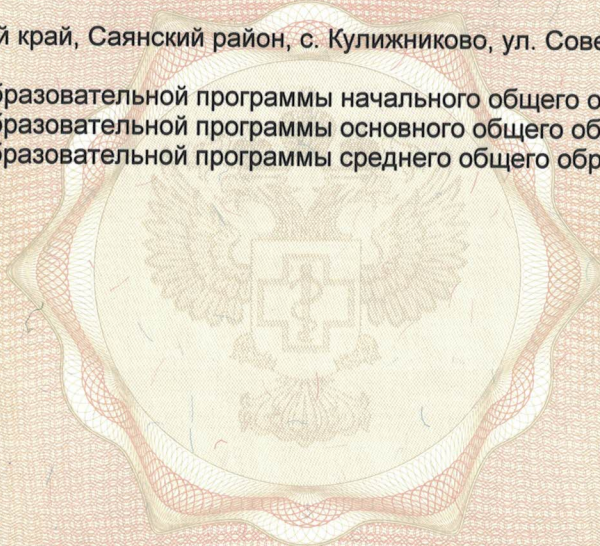 й край, Саянский район, с. Кулижниково, ул. Сове
бразовательной программы начального общего о
бразовательной программы основного общего об
бразовательной программы среднего общего обр